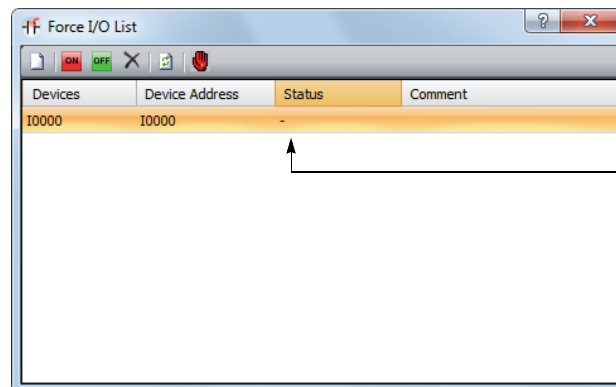 Force I/O List
?
X
ON OFF
Devices Device Address Status Comment
I0000 I0000 -